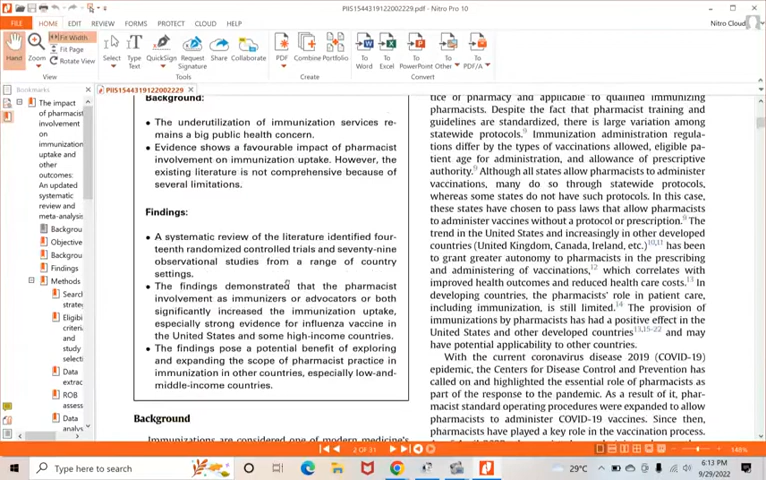 PIIS1544319122002229.pdf - Nitro Pro 10
FILE HOME EDIT REVIEW FORMS PROTECT CLOUD HELP
Nitro Cloud
Hand
Zoom
Fit Width
Fit Page
Rotate View
View
Select
Type Text
QuickSign
Request Signature
Share
Collaborate
Tools
PDF
Combine
Portfolio
Create
To Word
To Excel
To PowerPoint
To Other
To PDF/A
Convert
Bookmarks
PIIS1544319122002229
The impact
of pharmacist
involvement
on
immunization
uptake and
other
outcomes:
An updated
systematic
review and
meta-analysis
Backgrou
Objective
Backgrou
Findings
Methods
Search
strate
Eligibi
criteria
and
study
selecti
Data
extrac
ROB
assess
Data
analys
Background:
The underutilization of immunization services re-
mains a big public health concern.
Evidence shows a favourable impact of pharmacist
involvement on immunization uptake. However, the
existing literature is not comprehensive because of
several limitations.
Findings:
A systematic review of the literature identified four-
teenth randomized controlled trials and seventy-nine
observational studies from a range of country
settings.
The findings demonstrated that the pharmacist
involvement as immunizers or advocators or both
significantly increased the immunization uptake,
especially strong evidence for influenza vaccine in
the United States and some high-income countries.
The findings pose a potential benefit of exploring
and expanding the scope of pharmacist practice in
immunization in other countries, especially low-and-
middle-income countries.
Background
Immunizations are considered one of modern medicine's
tice of pharmacy and applicable to qualified immunizing
pharmacists. Despite the fact that pharmacist training and
guidelines are standardized, there is large variation among
statewide protocols.9 Immunization administration regula-
tions differ by the types of vaccinations allowed, eligible pa-
tient age for administration, and allowance of prescriptive
authority.9 Although all states allow pharmacists to administer
vaccinations, many do so through statewide protocols,
whereas some states do not have such protocols. In this case,
these states have chosen to pass laws that allow pharmacists
to administer vaccines without a protocol or prescription.9 The
trend in the United States and increasingly in other developed
countries (United Kingdom, Canada, Ireland, etc.)10,11 has been
to grant greater autonomy to pharmacists in the prescribing
and administering of vaccinations,12 which correlates with
improved health outcomes and reduced health care costs.13 In
developing countries, the pharmacists' role in patient care,
including immunization, is still limited.14 The provision of
immunizations by pharmacists has had a positive effect in the
United States and other developed countries13,15-22 and may
have potential applicability to other countries.
With the current coronavirus disease 2019 (COVID-19)
epidemic, the Centers for Disease Control and Prevention has
called on and highlighted the essential role of pharmacists as
part of the response to the pandemic. As a result of it, phar-
macist standard operating procedures were expanded to allow
pharmacists to administer COVID-19 vaccines. Since then,
pharmacists have played a key role in the vaccination process.
2 OF 31
148%
Type here to search
29°C
6:13 PM
9/29/2022